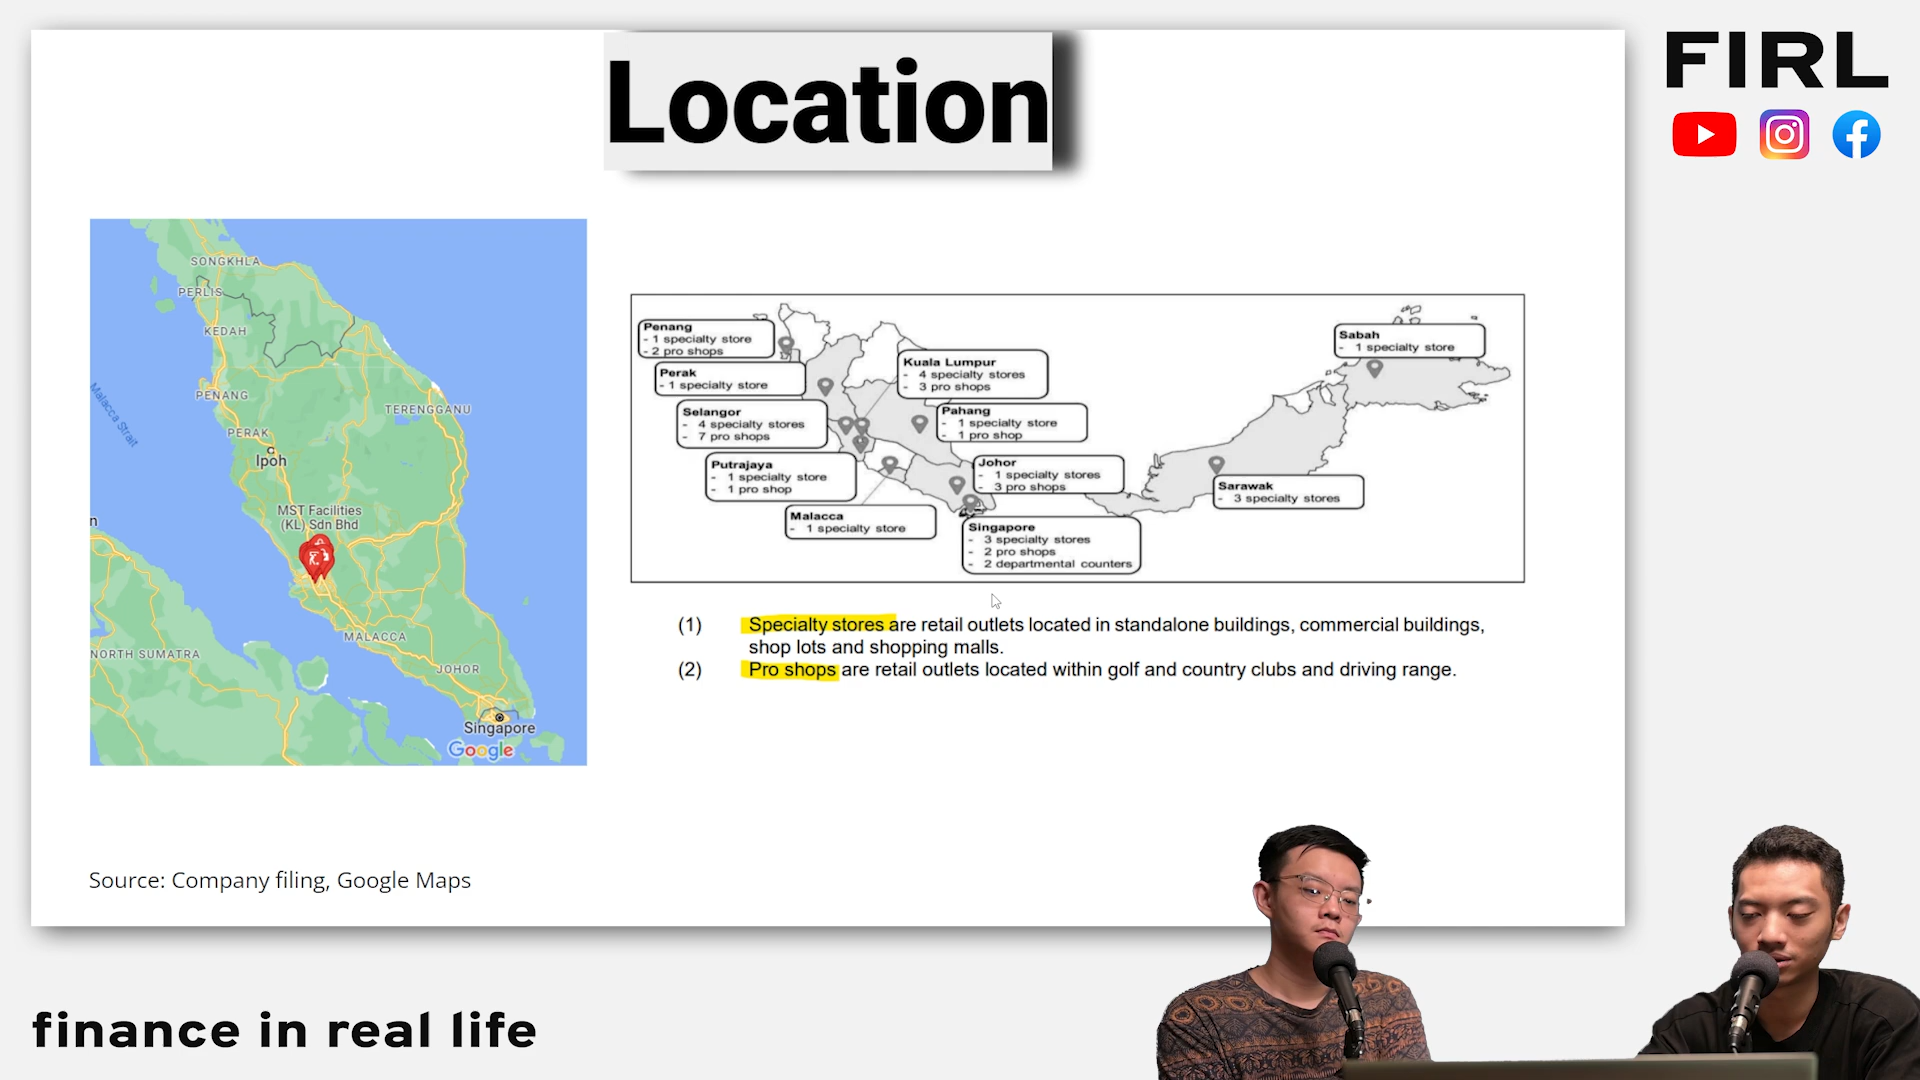 Location
FIRL
SONGKHLA
PERLIS
KEDAH
Malacca Strait
PENANG
TERENGGANU
PERAK
Ipoh
MST Facilities
(KL) Sdn Bhd
n
MALACCA
NORTH SUMATRA
JOHOR
Singapore
Google
Penang
- 1 specialty store
- 2 pro shops
Perak
- 1 specialty store
Selangor
- 4 specialty stores
- 7 pro shops
Putrajaya
- 1 specialty store
- 1 pro shop
Malacca
- 1 specialty store
Kuala Lumpur
- 4 specialty stores
- 3 pro shops
Pahang
- 1 specialty store
- 1 pro shop
Johor
- 1 specialty stores
- 3 pro shops
Singapore
- 3 specialty stores
- 2 pro shops
- 2 departmental counters
Sabah
- 1 specialty store
Sarawak
- 3 specialty stores
(1) Specialty stores are retail outlets located in standalone buildings, commercial buildings,
shop lots and shopping malls.
(2) Pro shops are retail outlets located within golf and country clubs and driving range.
Source: Company filing, Google Maps
finance in real life